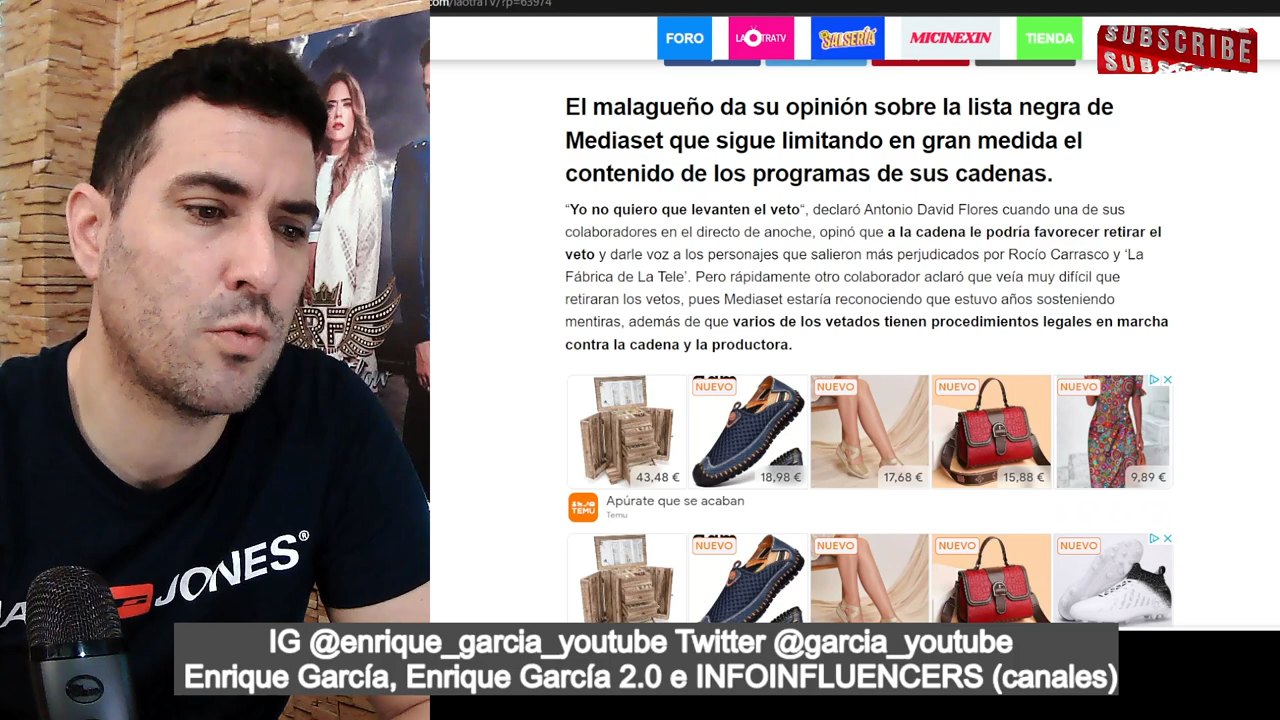 com/laotraTV/?p=63974
FORO
LAOTRATV
SALSERÍA
MICINEXIN
TIENDA
SUBSCRIBE
SUBS
El malagueño da su opinión sobre la lista negra de
Mediaset que sigue limitando en gran medida el
contenido de los programas de sus cadenas.
“Yo no quiero que levanten el veto“, declaró Antonio David Flores cuando una de sus
colaboradores en el directo de anoche, opinó que a la cadena le podría favorecer retirar el
veto y darle voz a los personajes que salieron más perjudicados por Rocío Carrasco y ‘La
Fábrica de La Tele’. Pero rápidamente otro colaborador aclaró que veía muy difícil que
retiraran los vetos, pues Mediaset estaría reconociendo que estuvo años sosteniendo
mentiras, además de que varios de los vetados tienen procedimientos legales en marcha
contra la cadena y la productora.
NUEVO NUEVO NUEVO NUEVO
43,48 € 18,98 € 17,68 € 15,88 € 9,89 €
TEMU
Apúrate que se acaban
Temu
NUEVO NUEVO NUEVO NUEVO
RF
JONES®
IG @enrique_garcia_youtube Twitter @garcia_youtube
Enrique García, Enrique García 2.0 e INFOINFLUENCERS (canales)